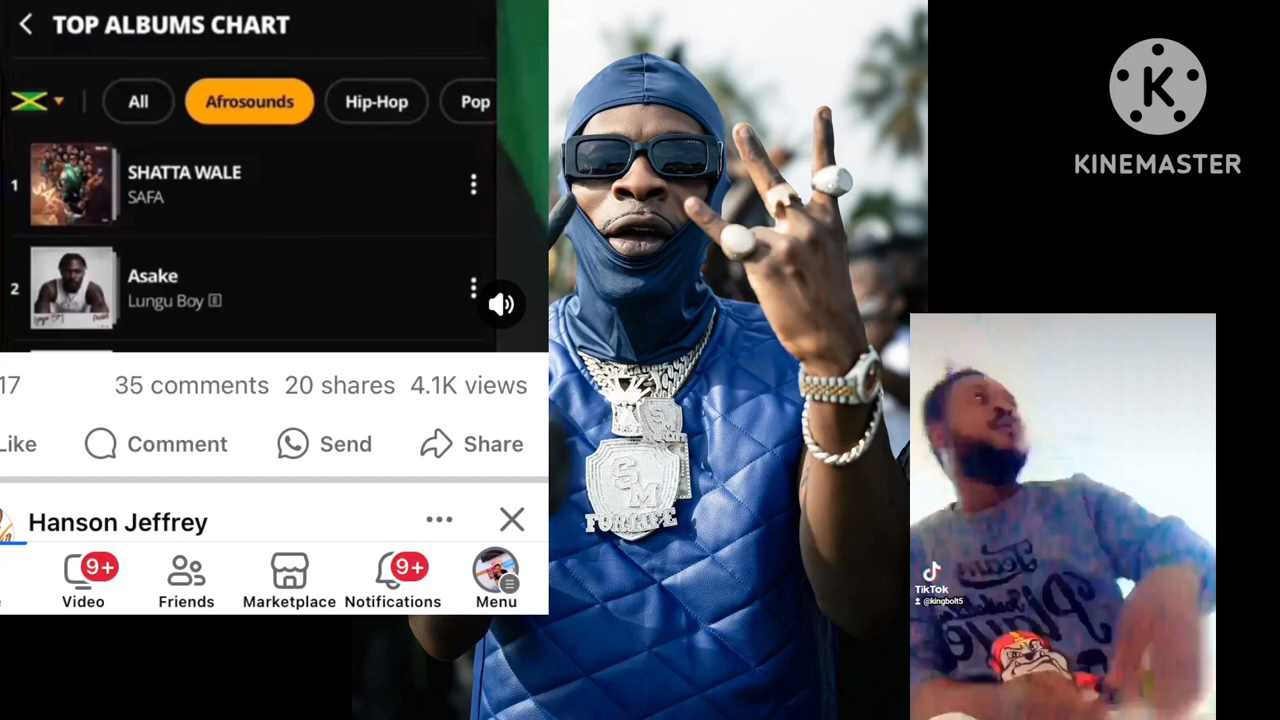 TOP ALBUMS CHART
All
Afrosounds
Hip-Hop
Pop
1
SHATTA WALE
SAFA
2
Asake
Lungu Boy E
17
35 comments 20 shares 4.1K views
Like
Comment
Send
Share
Hanson Jeffrey
9+
9+
Video
Friends
Marketplace
Notifications
Menu
SM
FOR LIFE
K
KINEMASTER
Team
TikTok
@kingbolt5